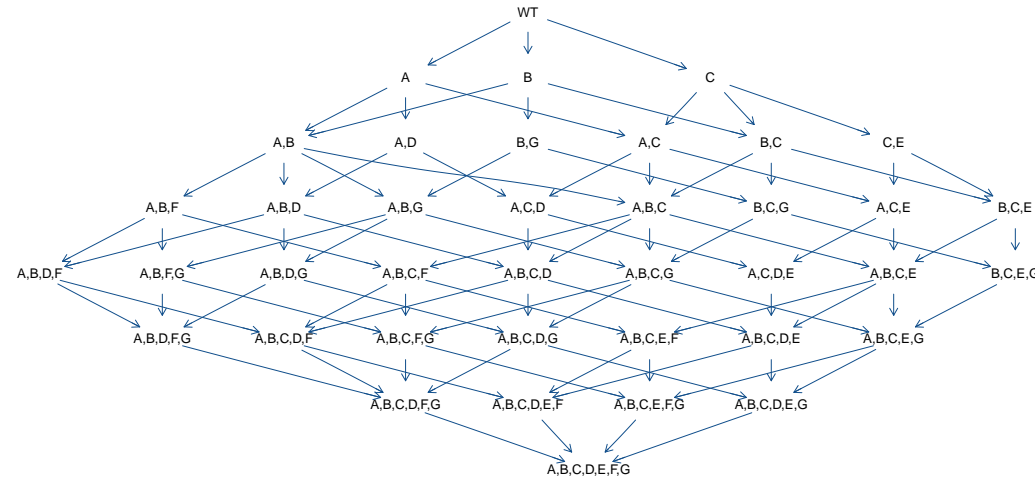 WT
A B C
A,B A,D B,G A,C B,C C,E
A,B,F A,B,D A,B,G A,C,D A,B,C B,C,G A,C,E B,C,E
A,B,D,F A,B,F,G A,B,D,G A,B,C,F A,B,C,D A,B,C,G A,C,D,E A,B,C,E B,C,E,G
A,B,D,F,G A,B,C,D,F A,B,C,F,G A,B,C,D,G A,B,C,E,F A,B,C,D,E A,B,C,E,G
A,B,C,D,F,G A,B,C,D,E,F A,B,C,E,F,G A,B,C,D,E,G
A,B,C,D,E,F,G